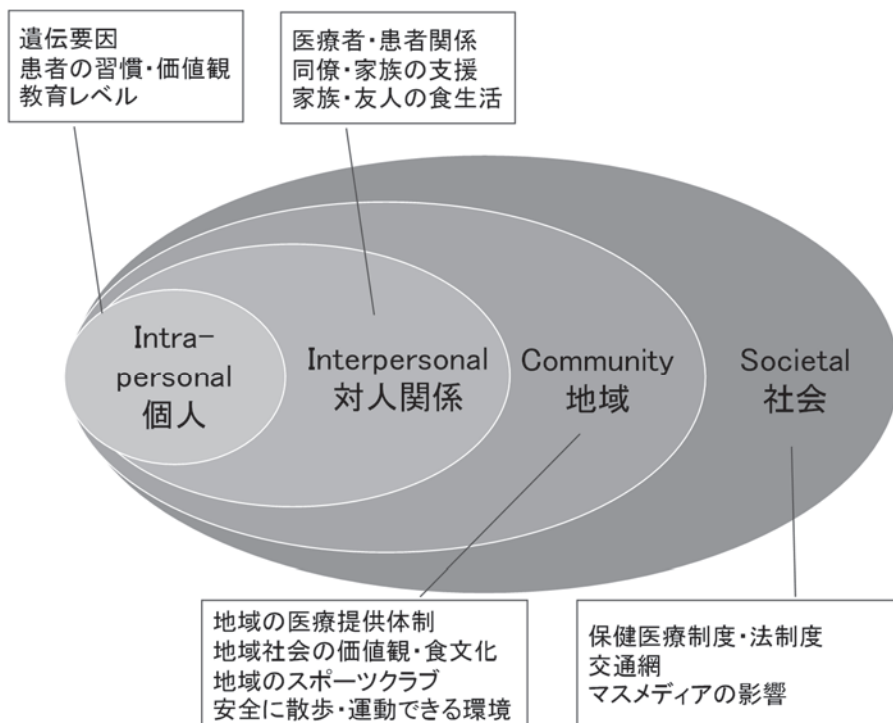 遺伝要因
患者の習慣・価値観
教育レベル
医療者・患者関係
同僚・家族の支援
家族・友人の食生活
Intra-
personal
個人
Interpersonal
対人関係
Community
地域
Societal
社会
地域の医療提供体制
地域社会の価値観・食文化
地域のスポーツクラブ
安全に散歩・運動できる環境
保健医療制度・法制度
交通網
マスメディアの影響